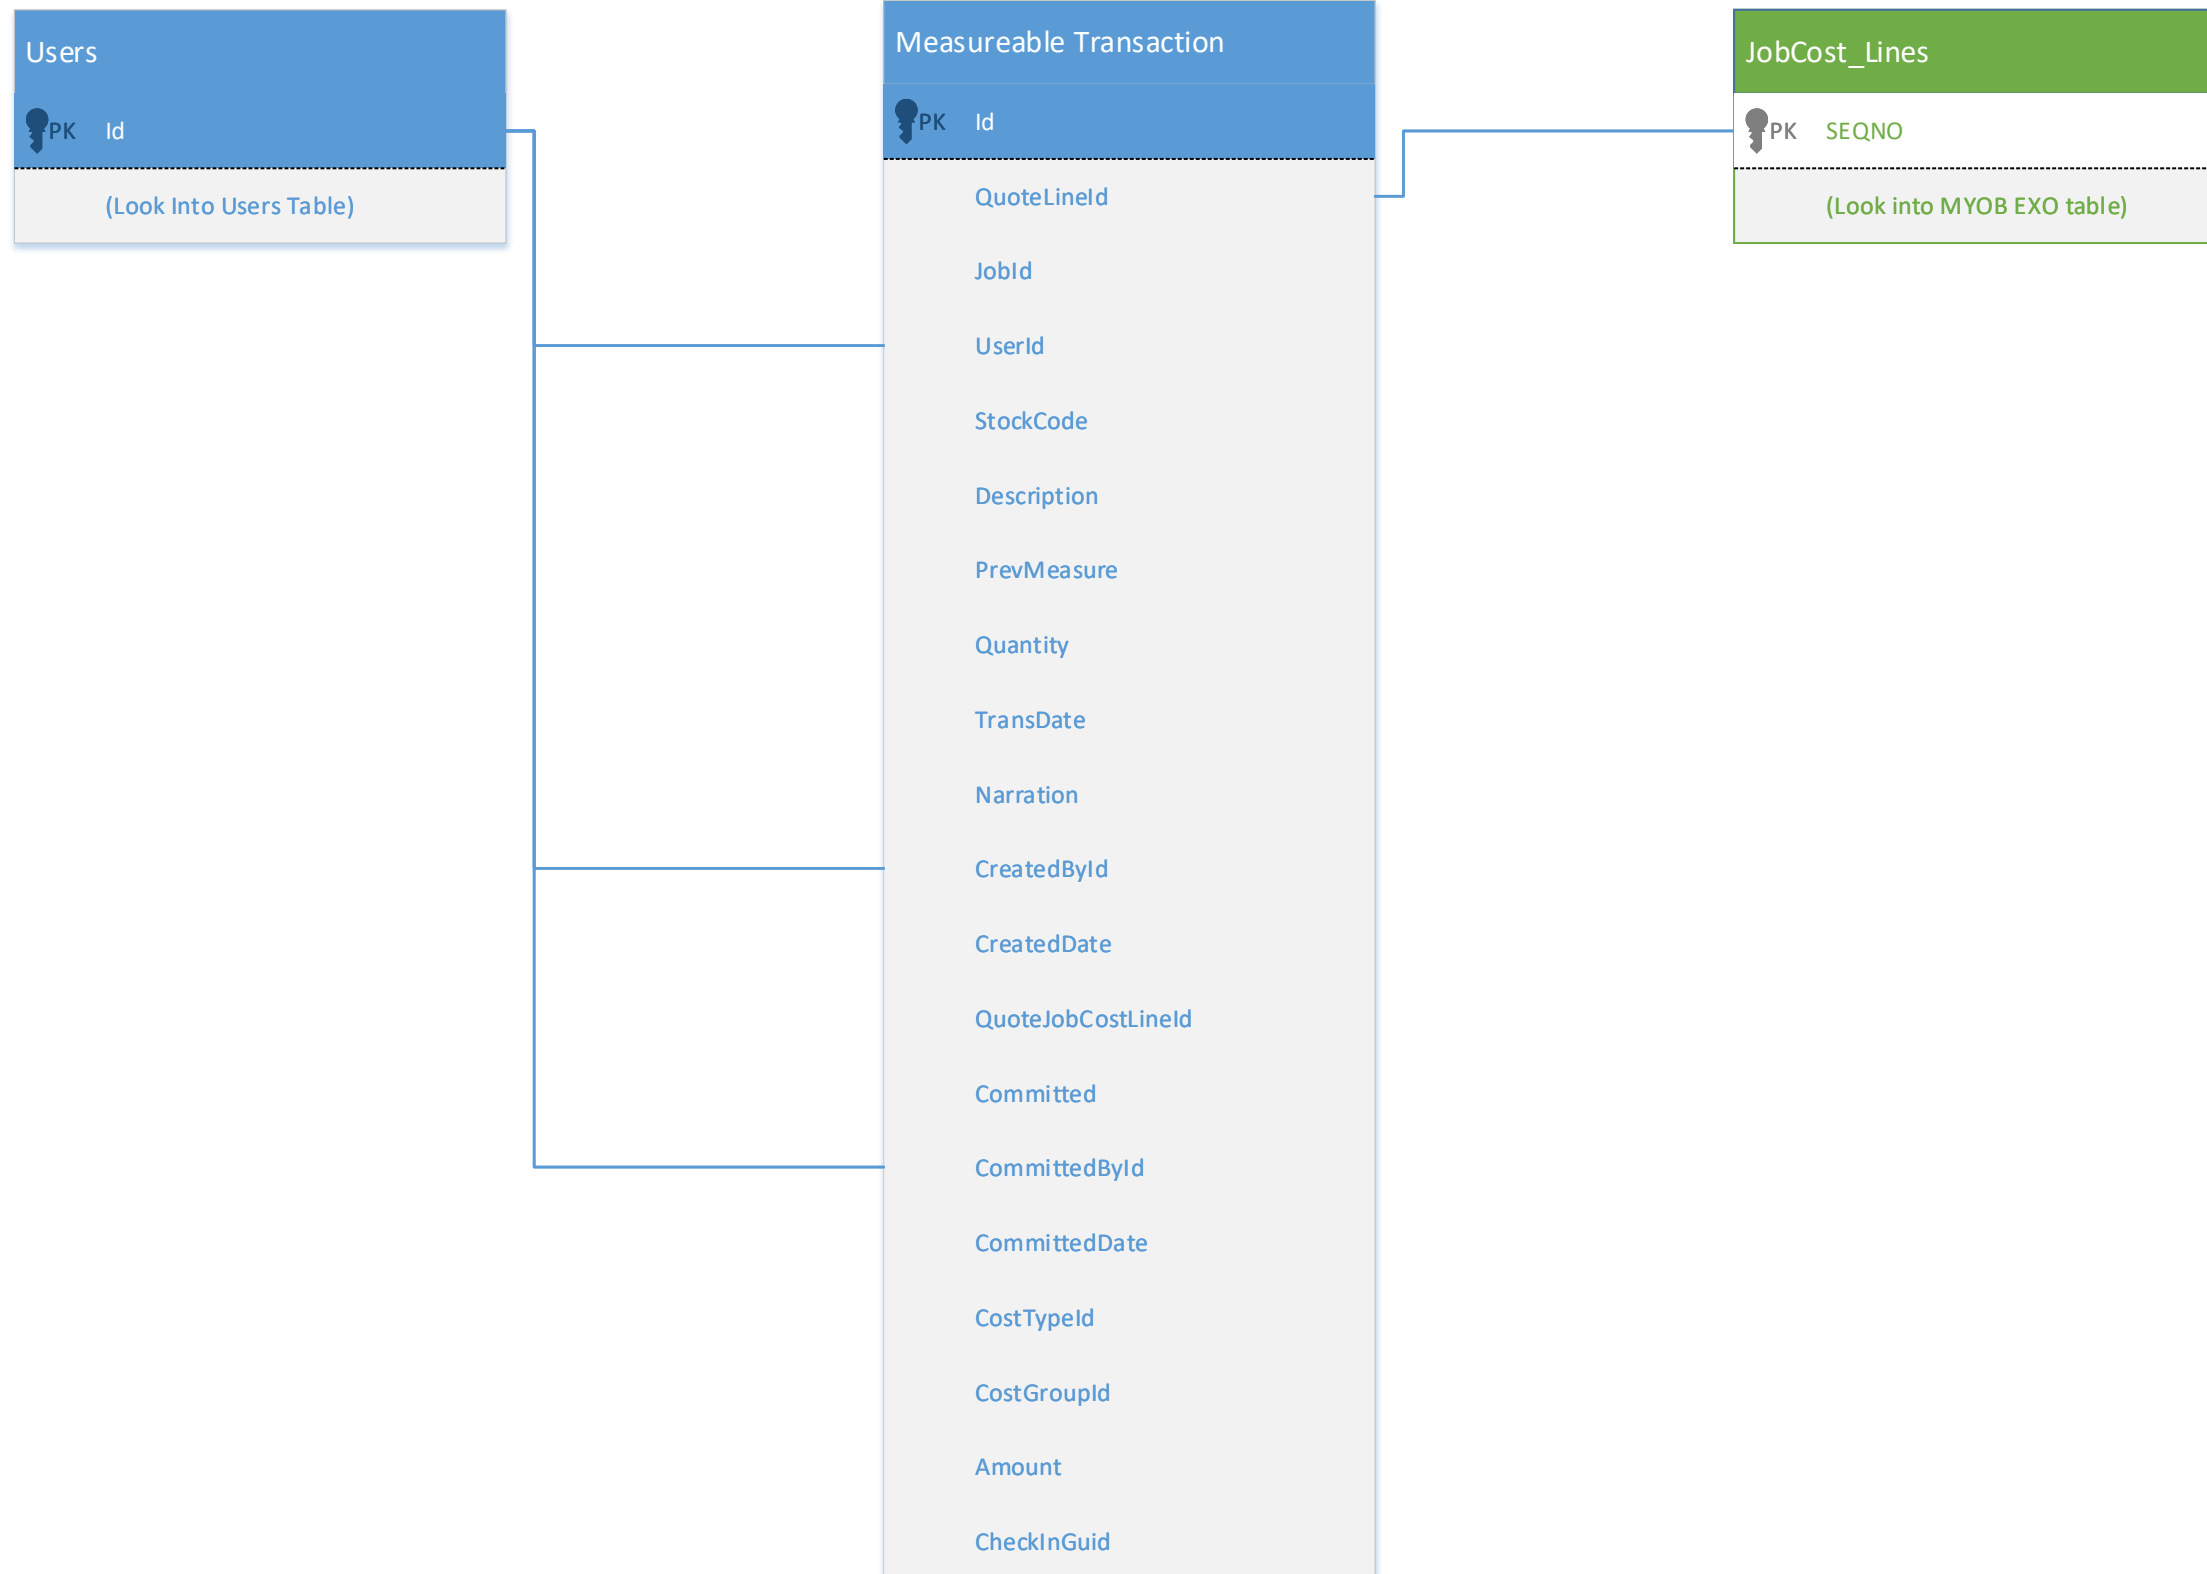 Users
PK Id
(Look Into Users Table)
Measureable Transaction
PK Id
QuoteLineId
JobId
UserId
StockCode
Description
PrevMeasure
Quantity
TransDate
Narration
CreatedById
CreatedDate
QuoteJobCostLineId
Committed
CommittedById
CommittedDate
CostTypeId
CostGroupId
Amount
CheckInGuid
JobCost_Lines
PK SEQNO
(Look into MYOB EXO table)